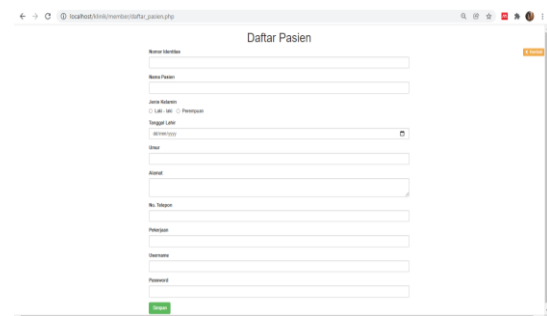 localhost/klinik/member/daftar_pasien.php
Daftar Pasien
Nomor Identitas
Nama Pasien
Jenis Kelamin
Laki - laki Perempuan
Tanggal Lahir
dd/mm/yyyy
Umur
Alamat
No. Telepon
Pekerjaan
Username
Password
Simpan